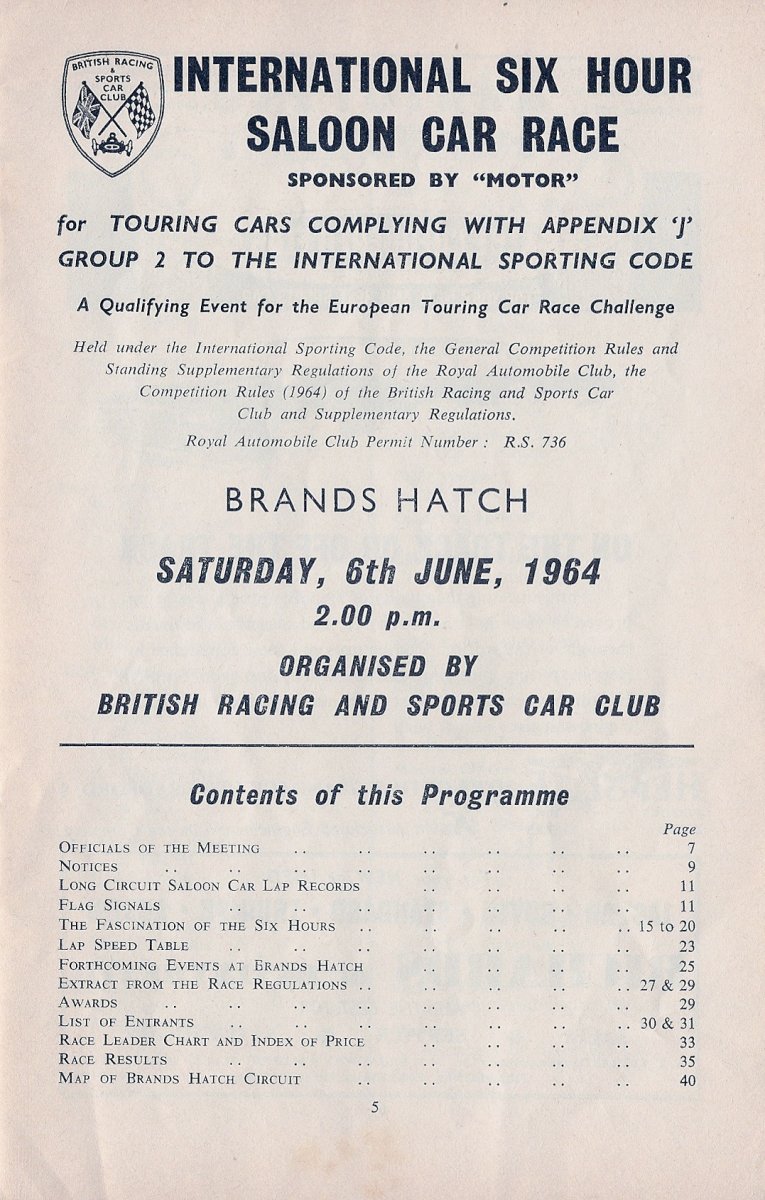 BRITISH RACING
&
SPORTS
CAR
CLUB
INTERNATIONAL SIX HOUR
SALOON CAR RACE
SPONSORED BY “MOTOR”
for TOURING CARS COMPLYING WITH APPENDIX ‘J’
GROUP 2 TO THE INTERNATIONAL SPORTING CODE
A Qualifying Event for the European Touring Car Race Challenge
Held under the International Sporting Code, the General Competition Rules and
Standing Supplementary Regulations of the Royal Automobile Club, the
Competition Rules (1964) of the British Racing and Sports Car
Club and Supplementary Regulations.
Royal Automobile Club Permit Number : R.S. 736
BRANDS HATCH
SATURDAY, 6th JUNE, 1964
2.00 p.m.
ORGANISED BY
BRITISH RACING AND SPORTS CAR CLUB
Contents of this Programme
Page
OFFICIALS OF THE MEETING .. .. .. .. .. .. 7
NOTICES .. .. .. .. .. .. .. .. 9
LONG CIRCUIT SALOON CAR LAP RECORDS .. .. .. .. 11
FLAG SIGNALS .. .. .. .. .. .. .. 11
THE FASCINATION OF THE SIX HOURS .. .. .. .. .. 15 to 20
LAP SPEED TABLE .. .. .. .. .. .. .. 23
FORTHCOMING EVENTS AT BRANDS HATCH .. .. .. .. 25
EXTRACT FROM THE RACE REGULATIONS .. .. .. .. .. 27 & 29
AWARDS .. .. .. .. .. .. .. .. 29
LIST OF ENTRANTS .. .. .. .. .. .. .. 30 & 31
RACE LEADER CHART AND INDEX OF PRICE .. .. .. .. 33
RACE RESULTS .. .. .. .. .. .. .. 35
MAP OF BRANDS HATCH CIRCUIT .. .. .. .. .. 40
5